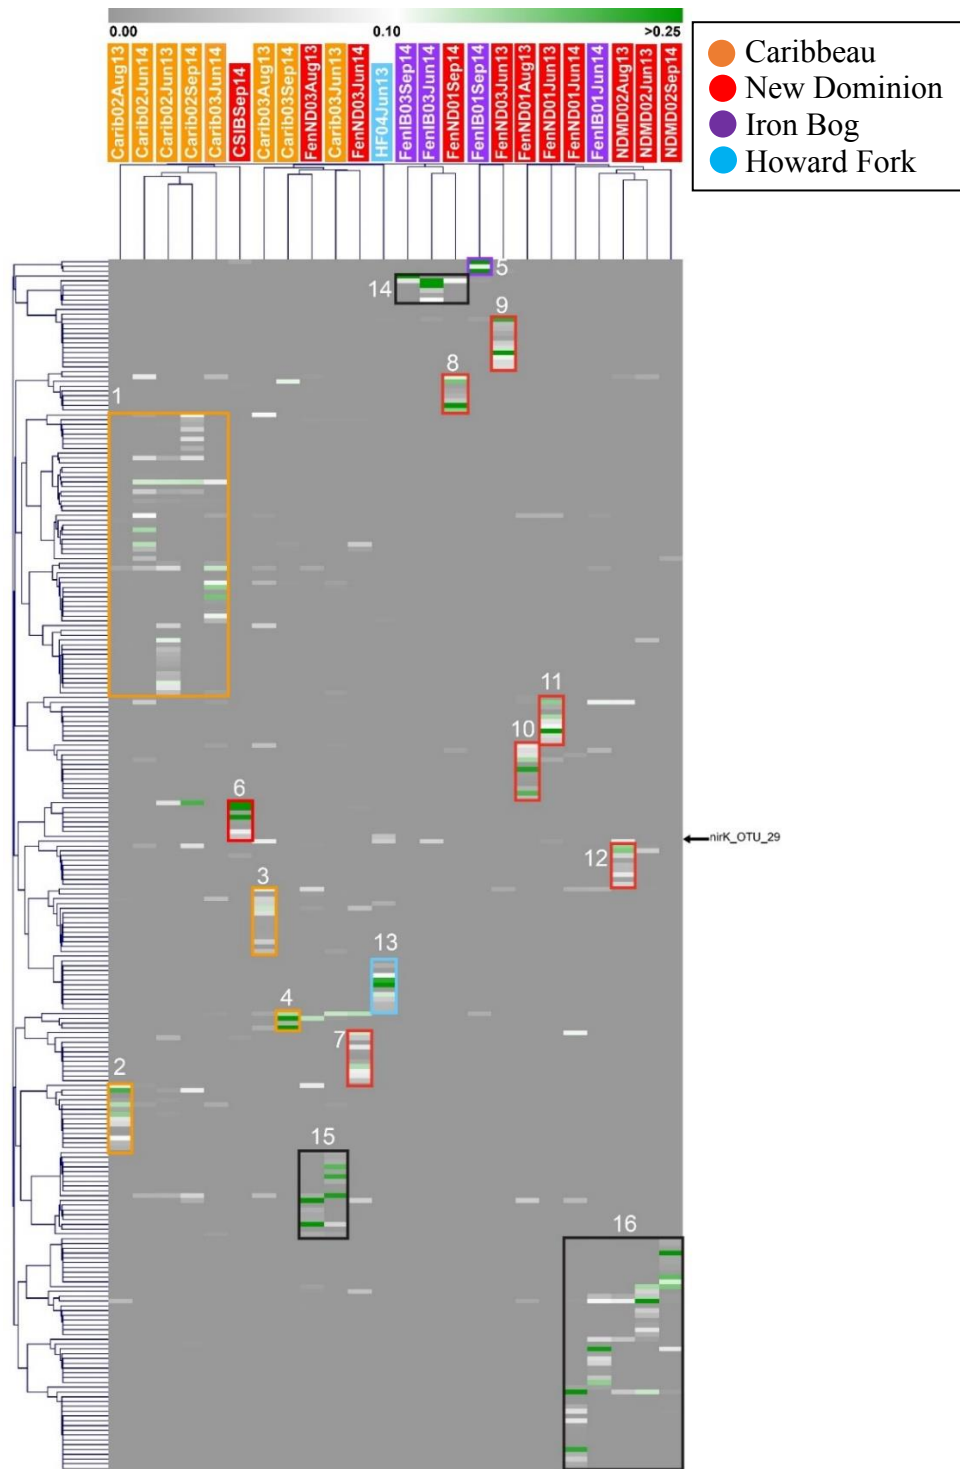 0.00 0.10 >0.25
Carib02Aug13
Carib02Jun14
Carib02Jun13
Carib02Sep14
Carib04Jun14
CSIBSep14
Carib03Aug13
Carib03Sep14
FenND03Aug13
Carib03Jun13
FenND03Jun14
HF04Jun13
FenIB03Sep14
FenIB03Jun14
FenND01Sep14
FenIB01Sep14
FenND03Jun13
FenND01Aug13
FenND01Jun13
FenND01Jun14
FenIB01Jun14
NDMD02Aug13
NDMD02Jun13
NDMD02Sep14
Caribbeau
New Dominion
Iron Bog
Howard Fork
5
14
9
8
1
11
10
6
nirK_OTU_29
12
3
13
4
7
2
15
16